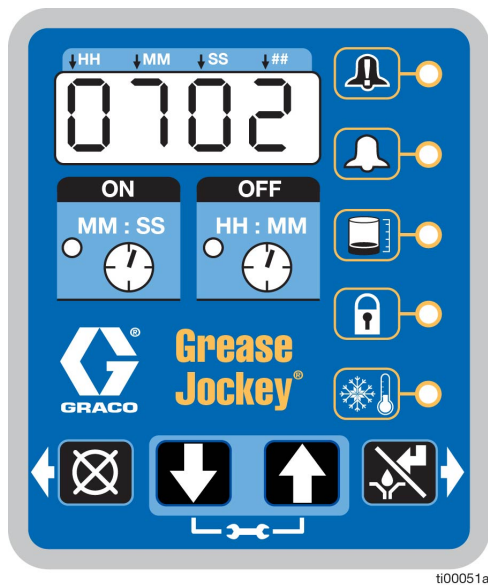 ↓HH ↓MM ↓SS ↓##
0702
ON OFF
MM : SS HH : MM
Grease
Jockey®
®
GRACO
ti00051a